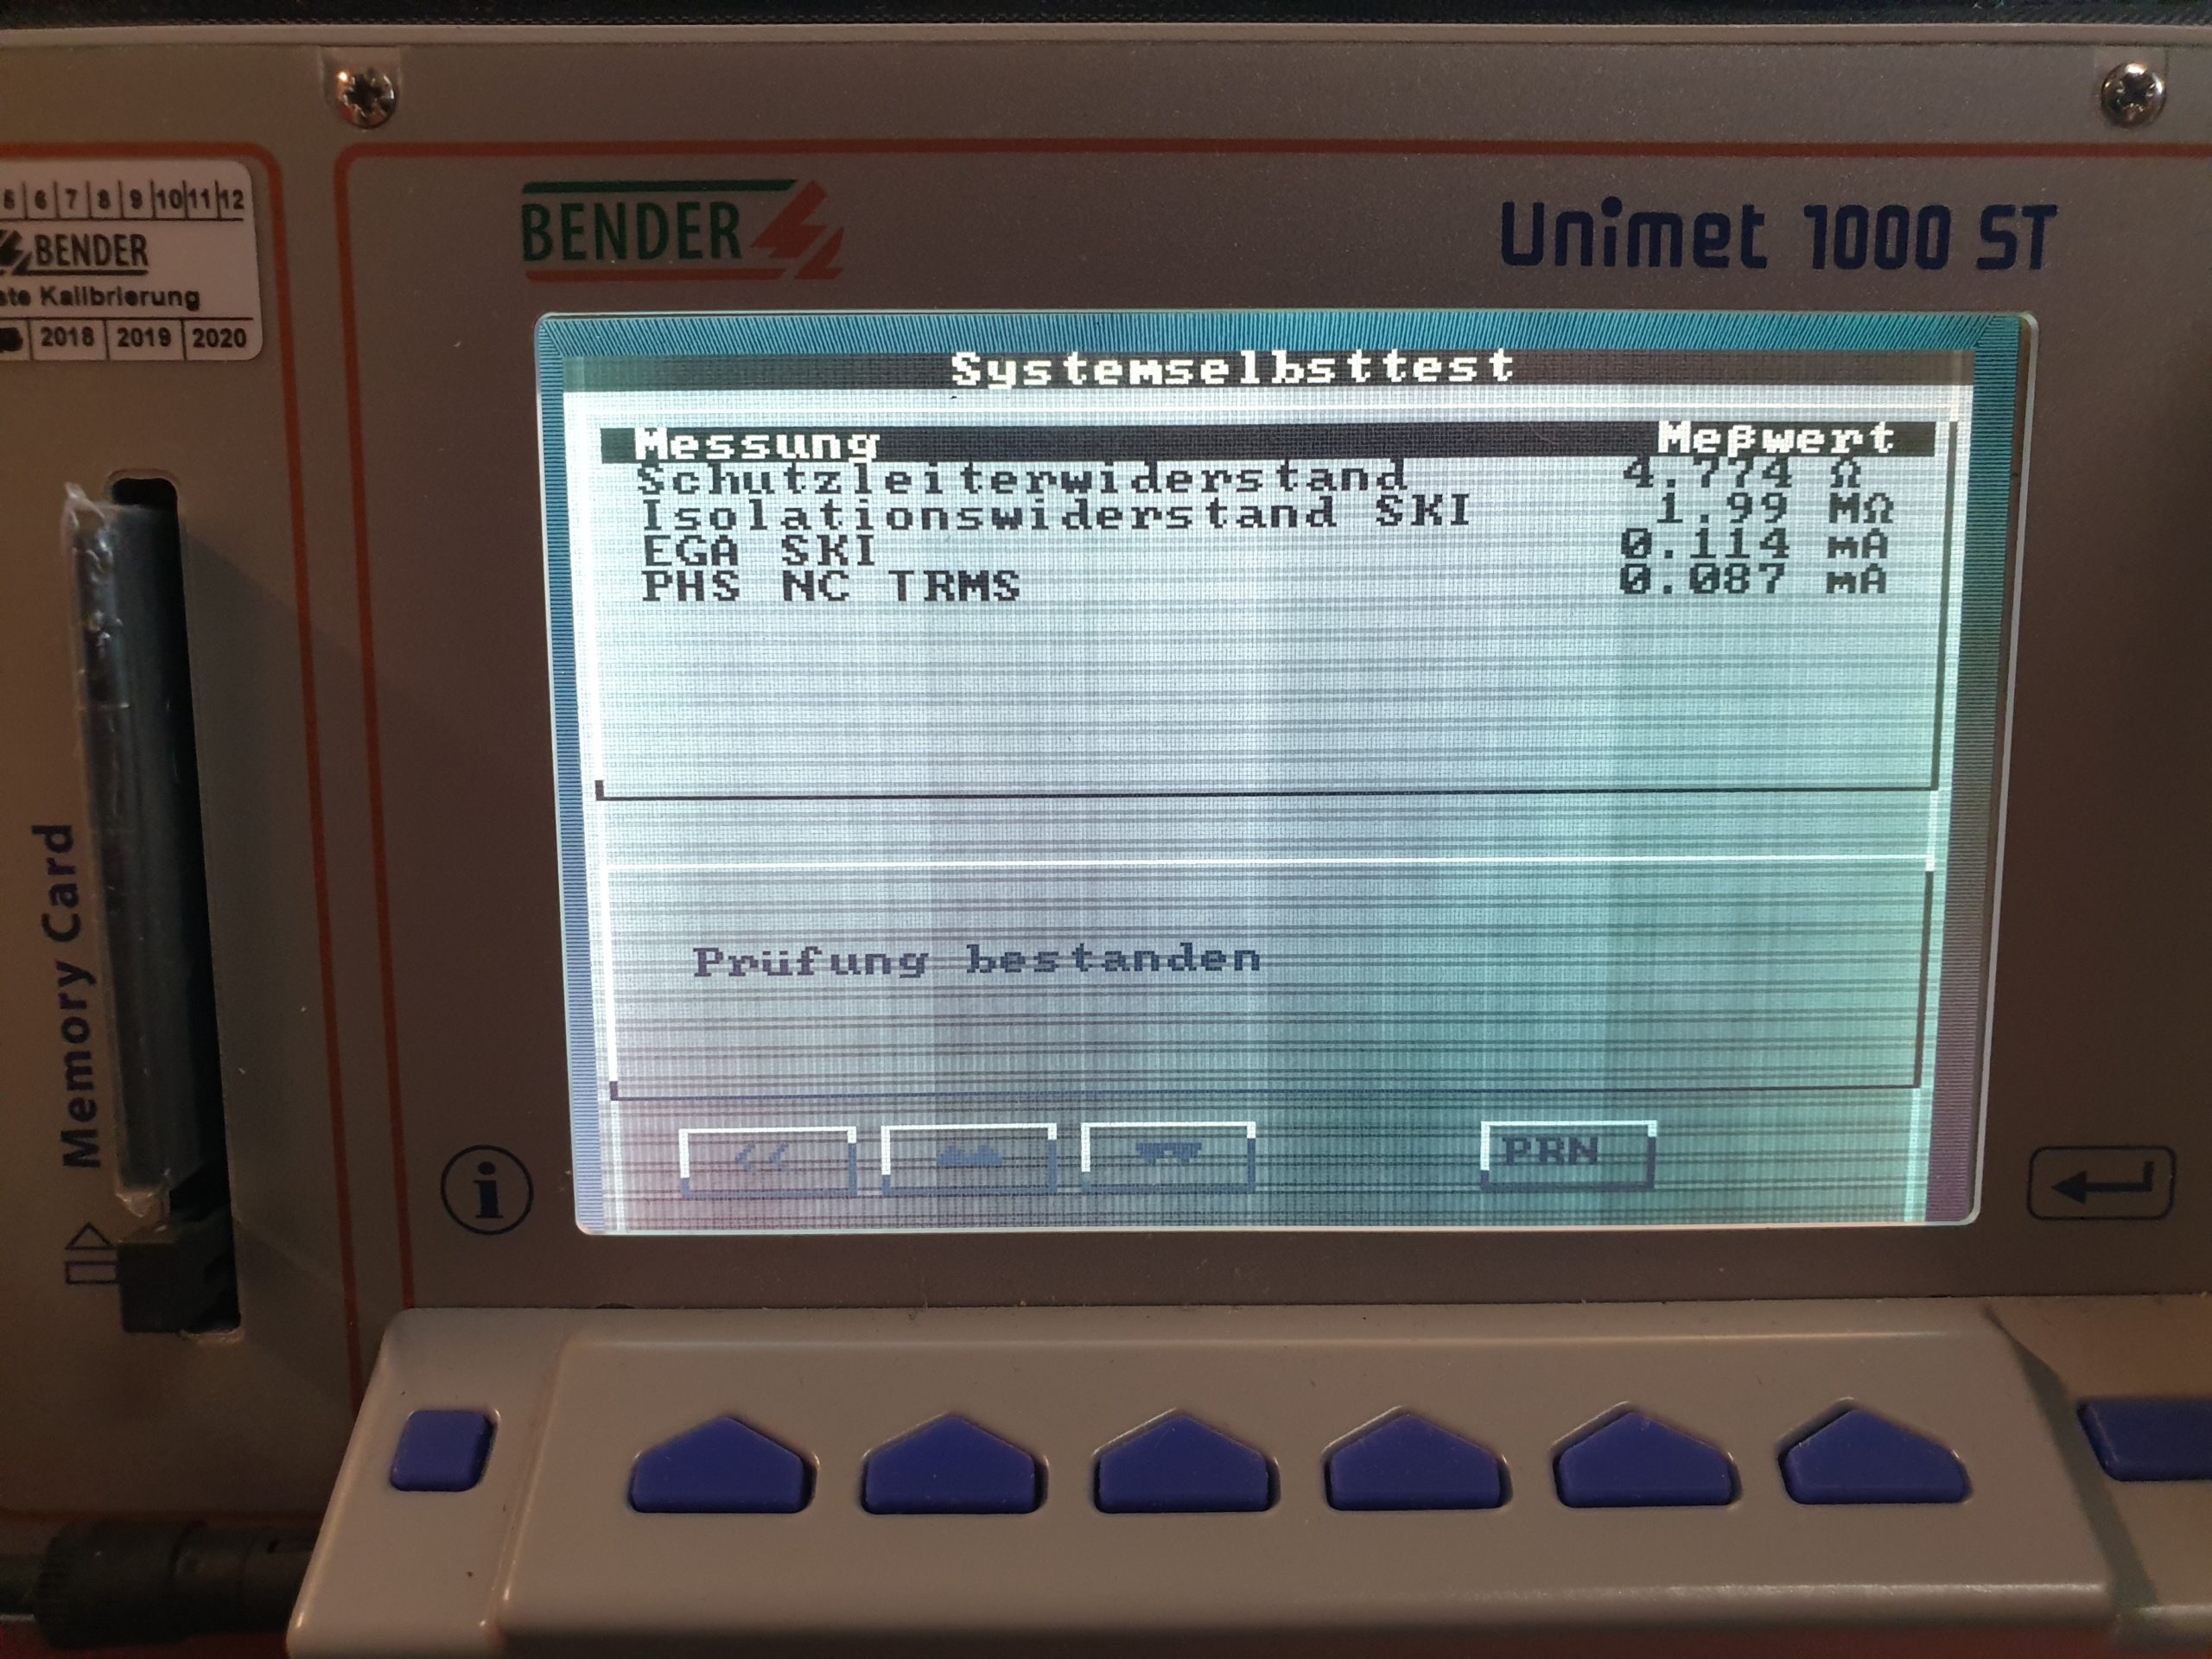 5 6 7 8 9 10 11 12
BENDER
ste Kalibrierung
2018 2019 2020
Memory Card
BENDER
Unimet 1000 ST
Systemselbsttest
Messung Meßwert
Schutzleiterwiderstand 4.774 Ω
Isolationswiderstand SKI 1.99 MΩ
EGA SKI 0.114 mA
PHS NC TRMS 0.087 mA
Prüfung bestanden
<< PRN
i